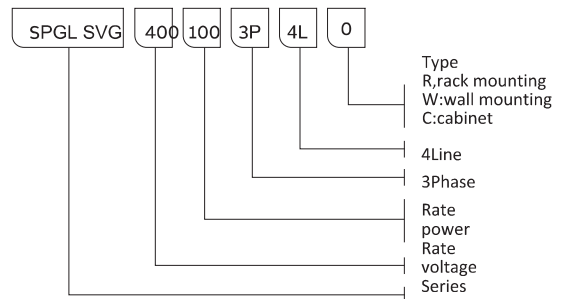 SPGL SVG 400 100 3P 4L 0
Type
R,rack mounting
W:wall mounting
C:cabinet
4Line
3Phase
Rate
power
Rate
voltage
Series